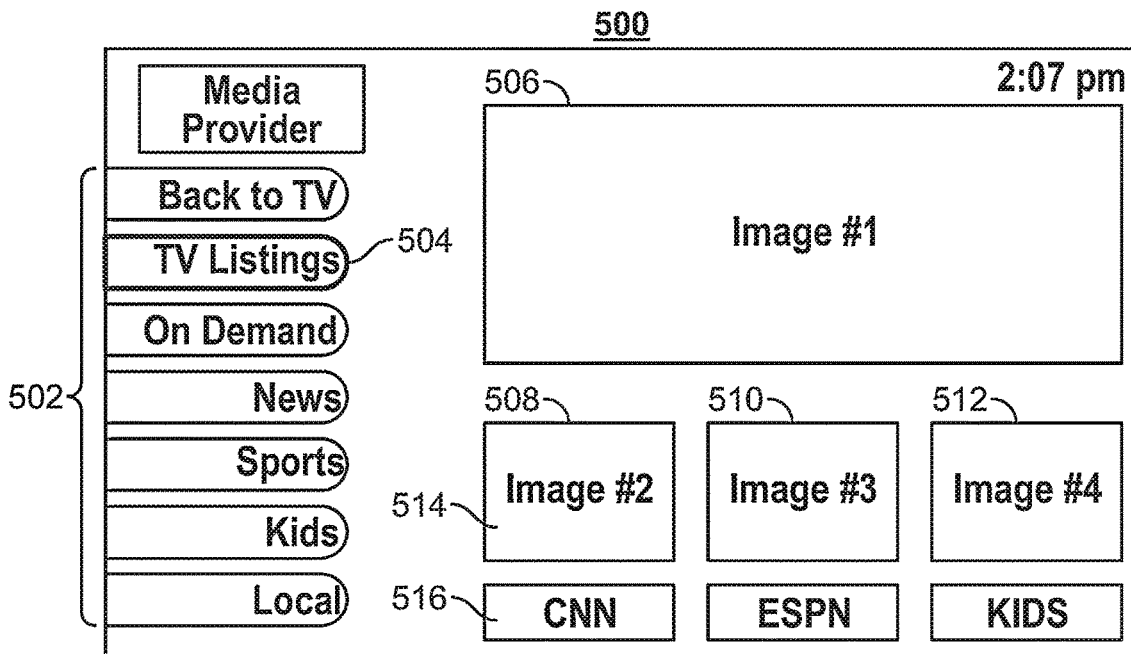 500
2:07 pm
Media
Provider
506
Back to TV
TV Listings
504
Image #1
On Demand
502
News
508
510
512
Sports
Image #2
Image #3
Image #4
514
Kids
Local
516
CNN
ESPN
KIDS